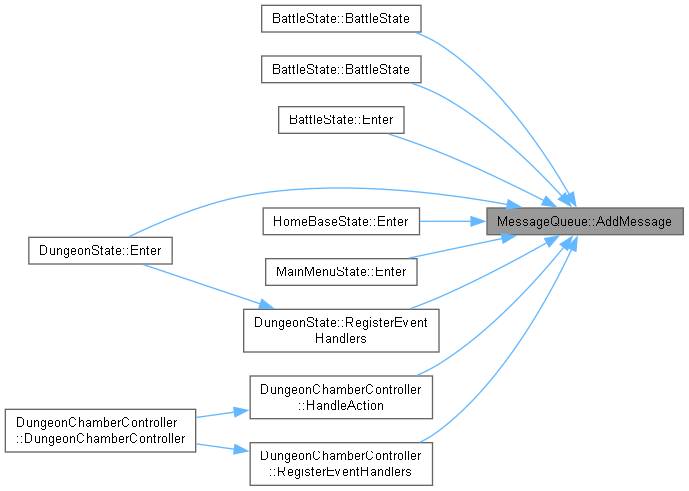 BattleState::BattleState
BattleState::BattleState
BattleState::Enter
MessageQueue::AddMessage
HomeBaseState::Enter
DungeonState::Enter
MainMenuState::Enter
DungeonState::RegisterEvent
Handlers
DungeonChamberController
::HandleAction
DungeonChamberController
::DungeonChamberController
DungeonChamberController
::RegisterEventHandlers